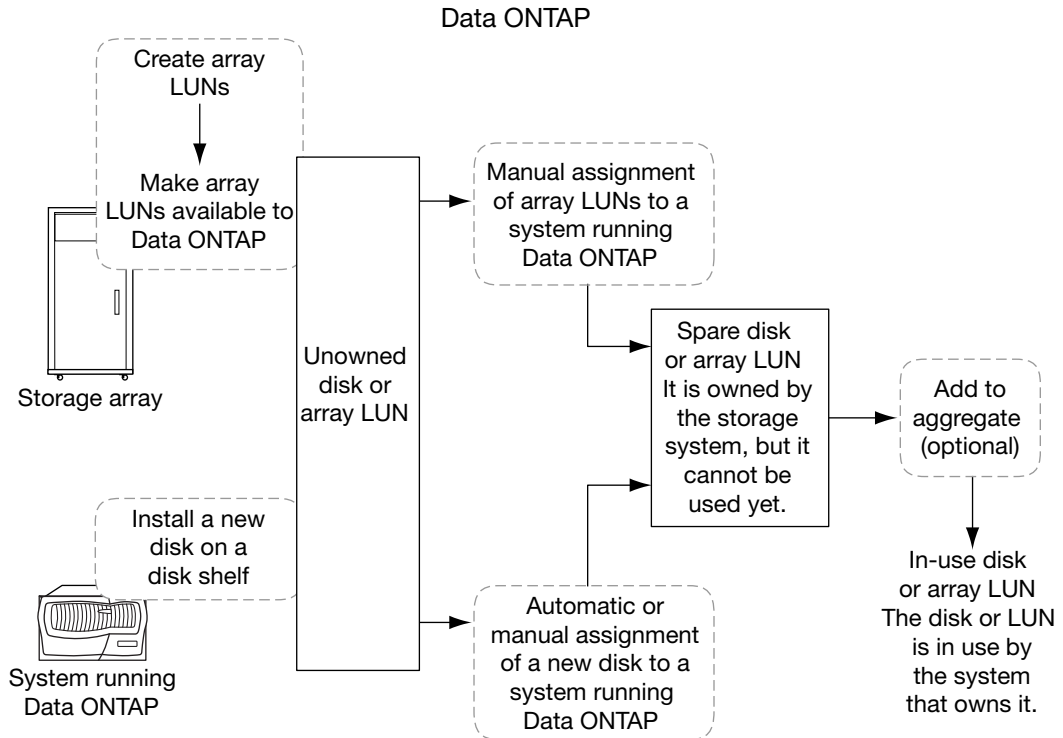 Data ONTAP
Create array
LUNs
Make array
LUNs available to
Data ONTAP
Storage array
Install a new
disk on a
disk shelf
System running
Data ONTAP
Unowned
disk or
array LUN
Manual assignment
of array LUNs to a
system running
Data ONTAP
Automatic or
manual assignment
of a new disk to a
system running
Data ONTAP
Spare disk
or array LUN
It is owned by
the storage
system, but it
cannot be
used yet.
Add to
aggregate
(optional)
In-use disk
or array LUN
The disk or LUN
is in use by
the system
that owns it.